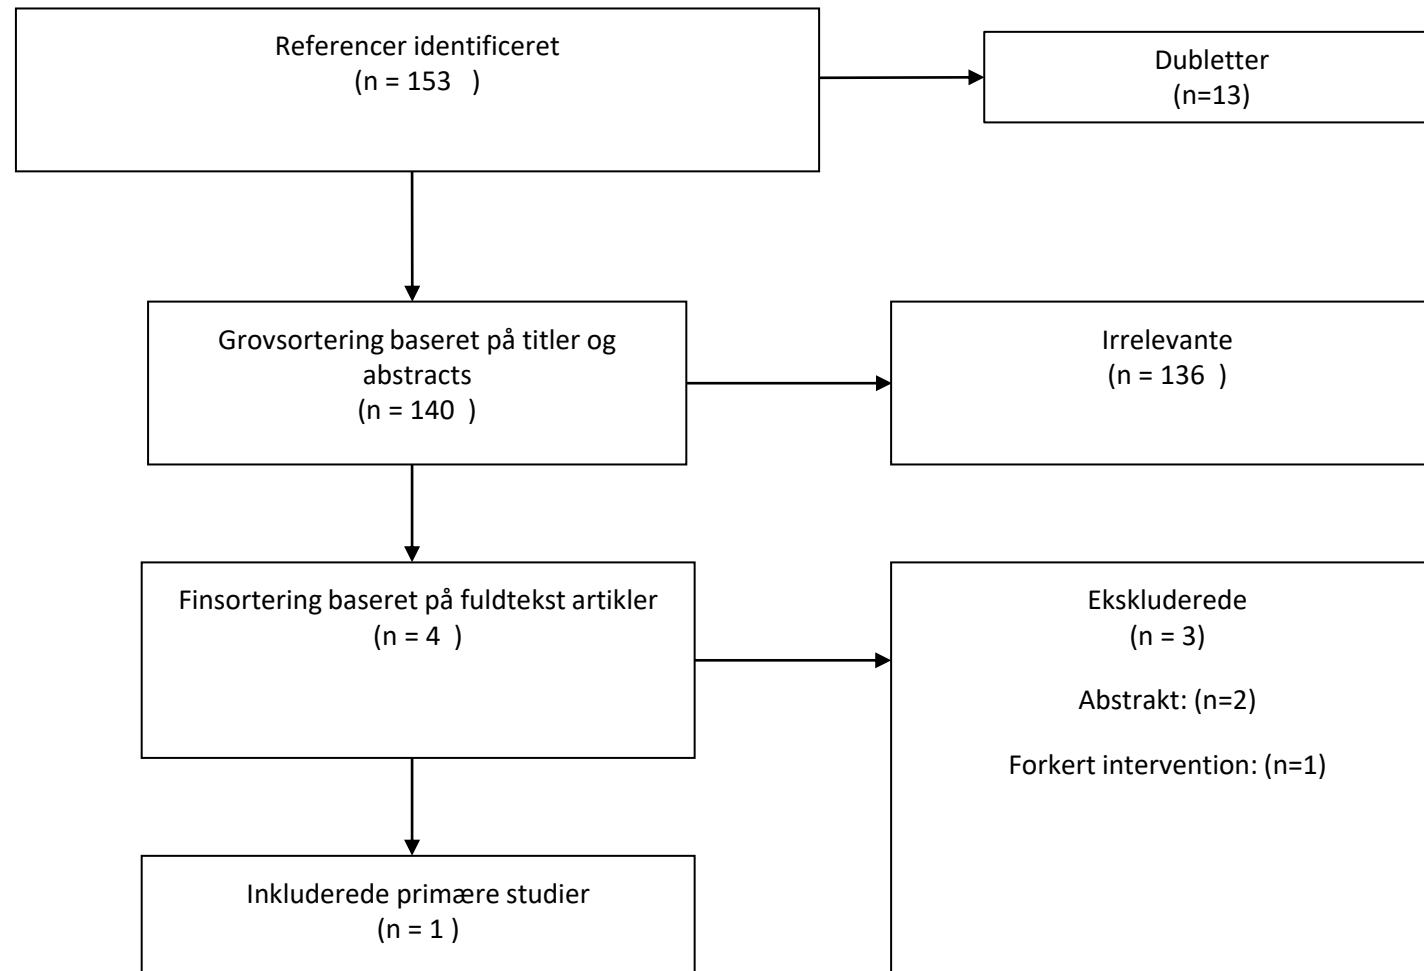 Referencer identificeret
(n = 153   )
Dubletter
(n=13)
Grovsortering baseret på titler og
abstracts
(n = 140  )
Irrelevante
(n = 136  )
Finsortering baseret på fuldtekst artikler
(n = 4  )
Ekskluderede
(n = 3)
Abstrakt: (n=2)
Forkert intervention: (n=1)
Inkluderede primære studier
(n = 1 )